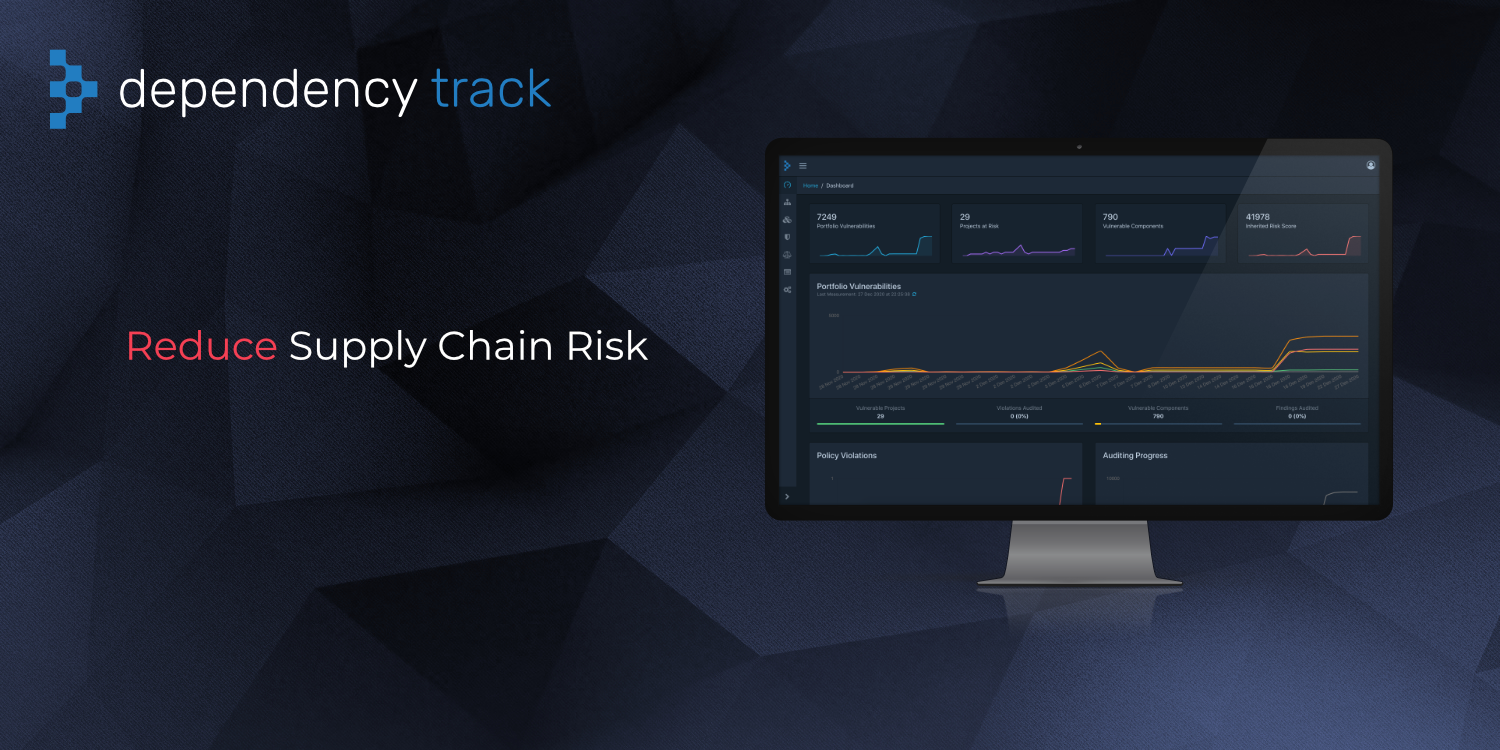 dependency track
Reduce Supply Chain Risk
Home / Dashboard
7249
Portfolio Vulnerabilities
29
Projects at Risk
790
Vulnerable Components
41978
Inherited Risk Score
Portfolio Vulnerabilities
Vulnerable Projects
29
Violations Audited
0 (0%)
Vulnerable Components
790
Findings Audited
0 (0%)
Policy Violations
1
Auditing Progress